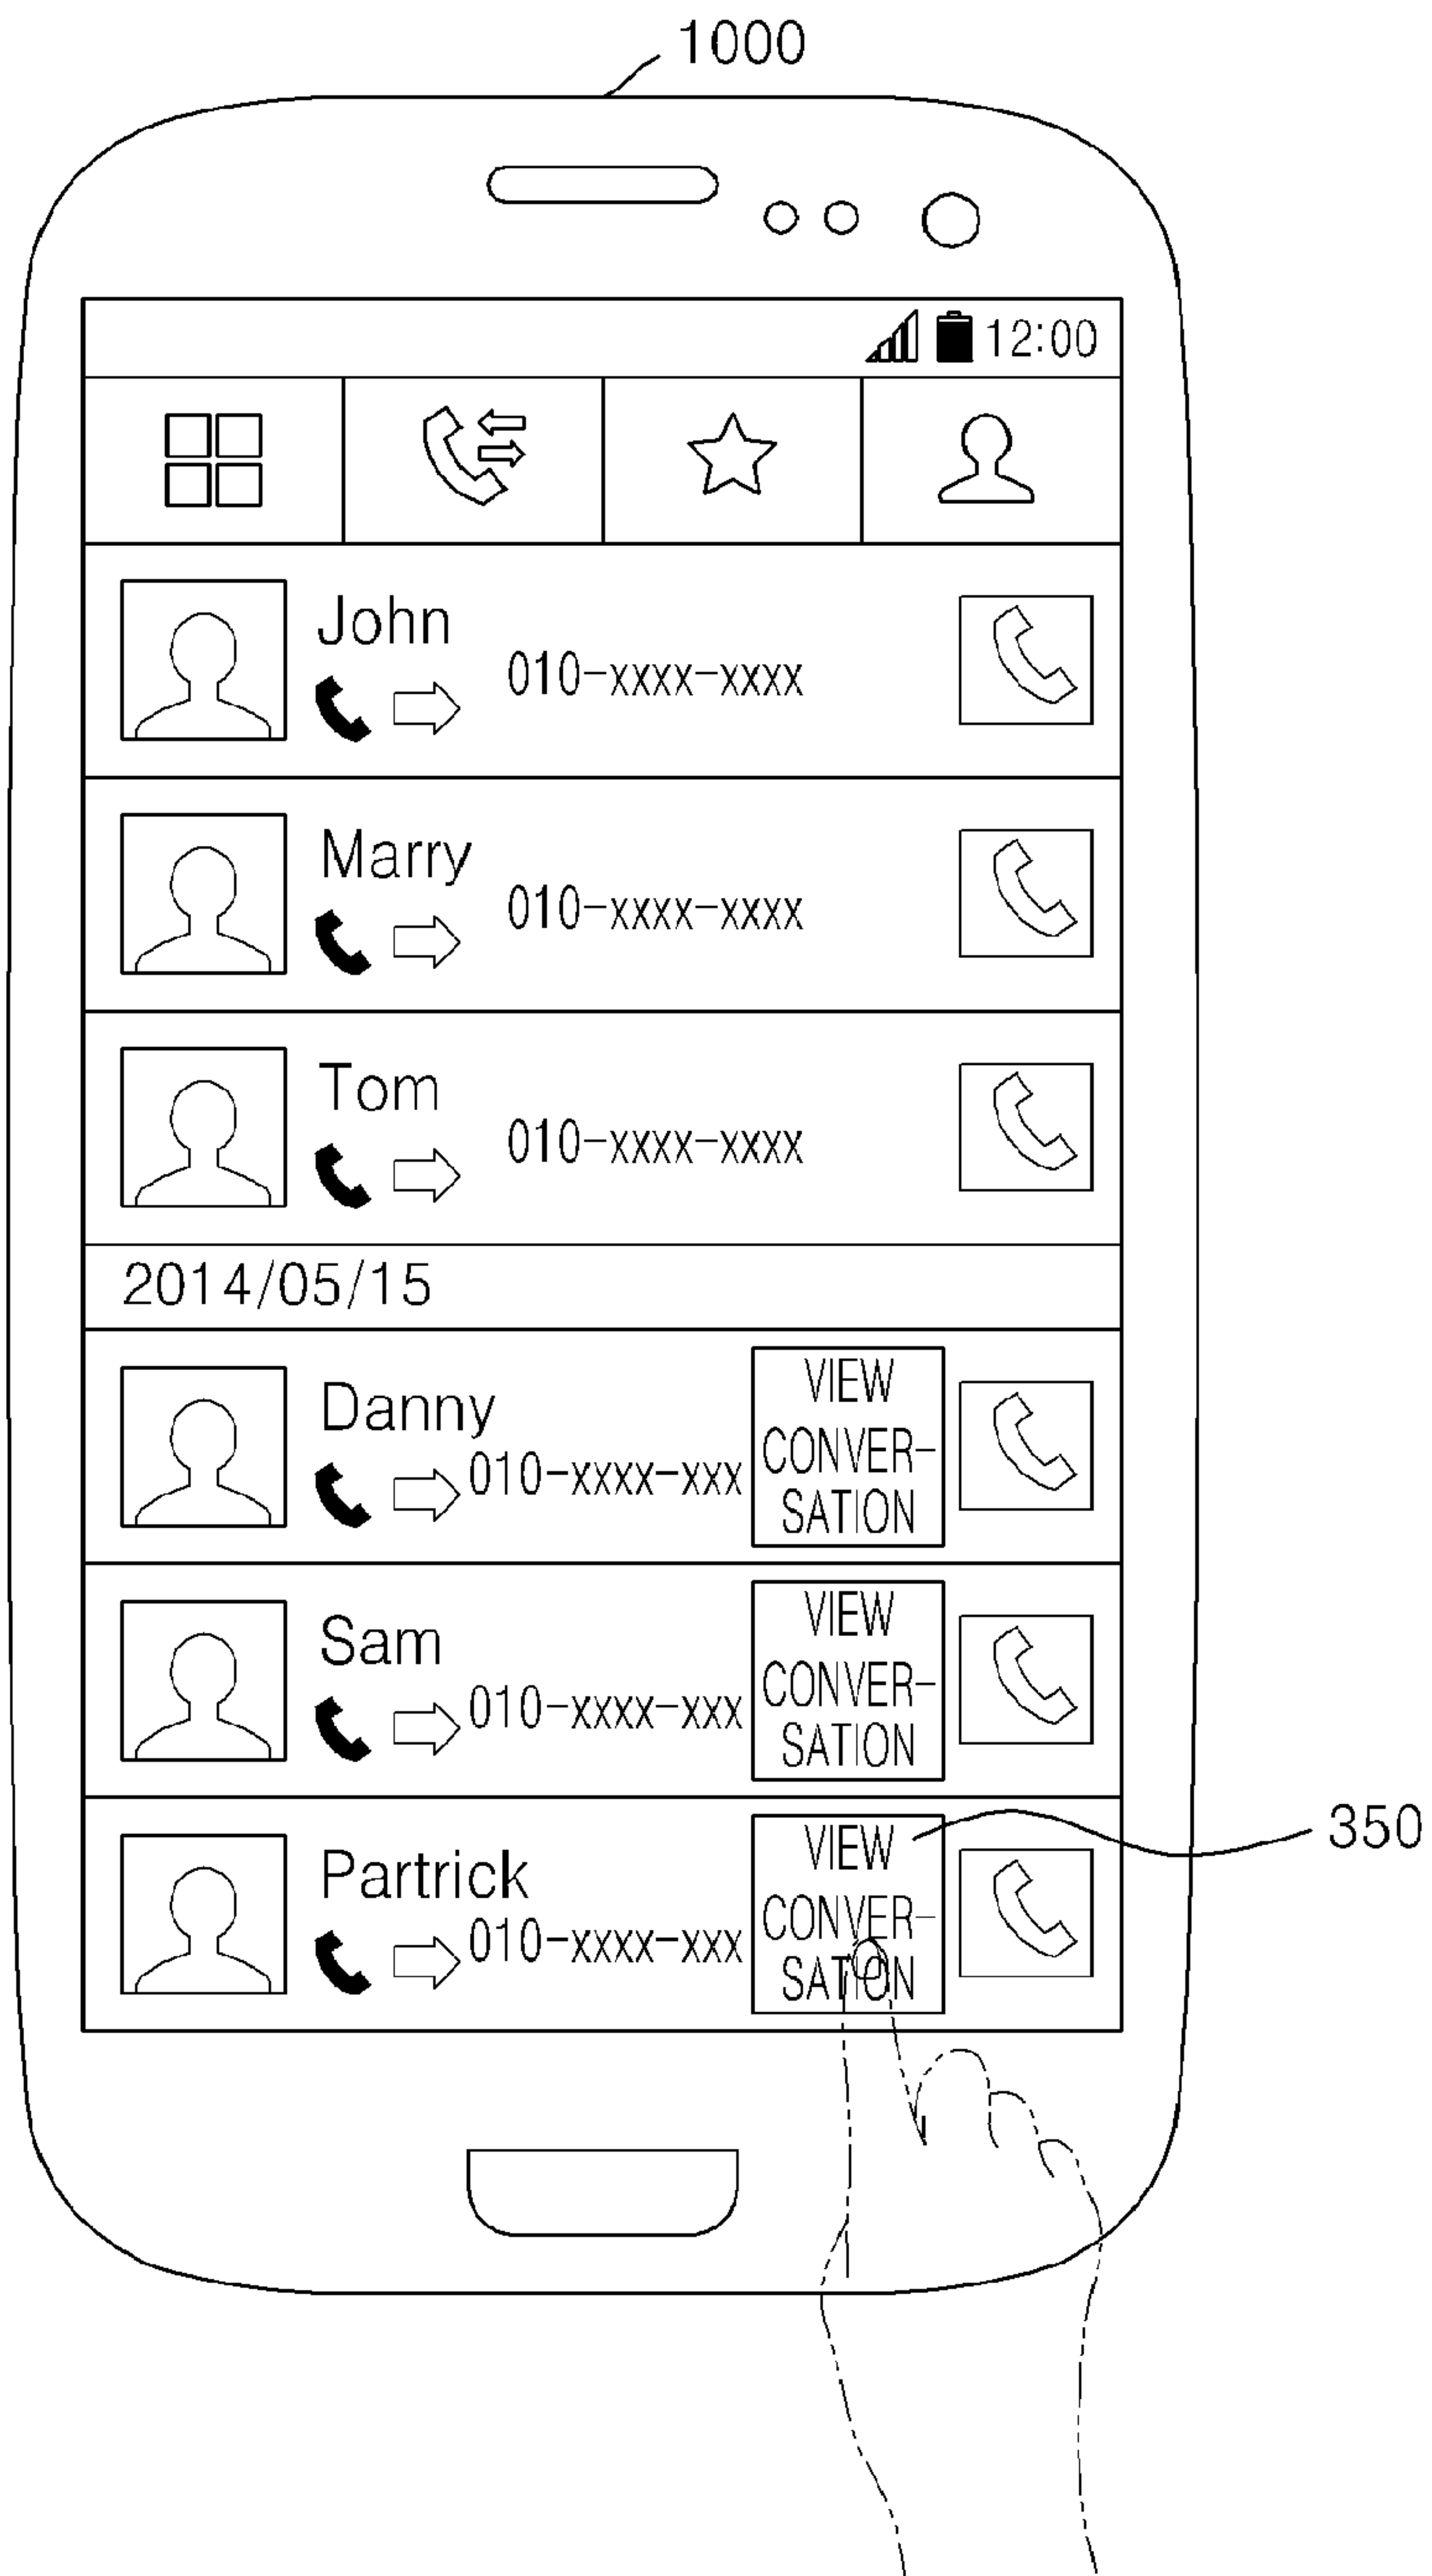 1000
12:00
John
010-xxxx-xxxx
Marry
010-xxxx-xxxx
Tom
010-xxxx-xxxx
2014/05/15
Danny
010-xxxx-xxx
VIEW
CONVER-
SATION
Sam
010-xxxx-xxx
VIEW
CONVER-
SATION
Partrick
010-xxxx-xxx
VIEW
CONVER-
SATION
350